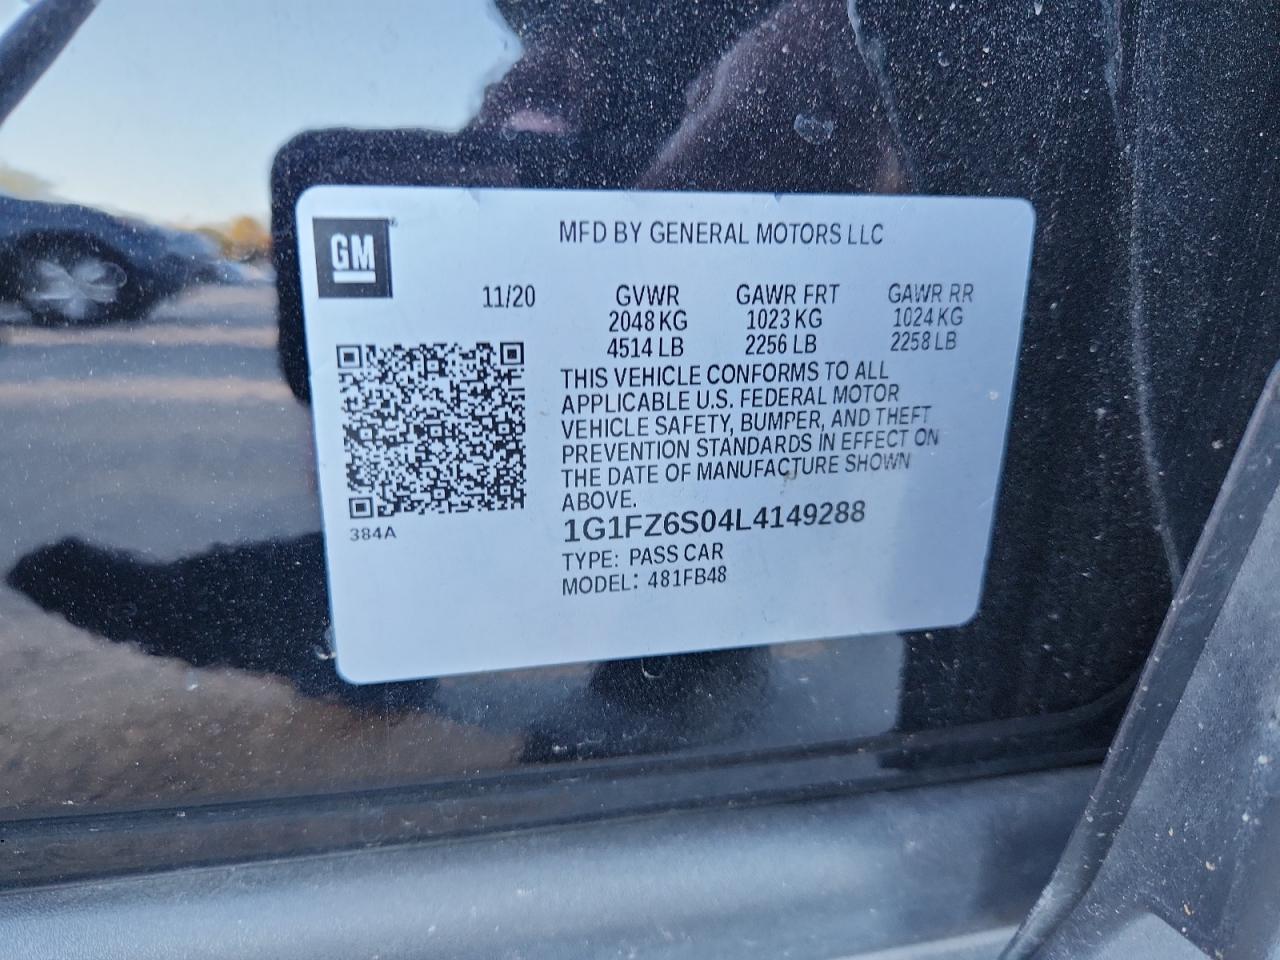 GM
MFD BY GENERAL MOTORS LLC
11/20 GVWR GAWR FRT GAWR RR
2048 KG 1023 KG 1024 KG
4514 LB 2256 LB 2258 LB
THIS VEHICLE CONFORMS TO ALL
APPLICABLE U.S. FEDERAL MOTOR
VEHICLE SAFETY, BUMPER, AND THEFT
PREVENTION STANDARDS IN EFFECT ON
THE DATE OF MANUFACTURE SHOWN
ABOVE.
384A
1G1FZ6S04L4149288
TYPE: PASS CAR
MODEL: 481FB48